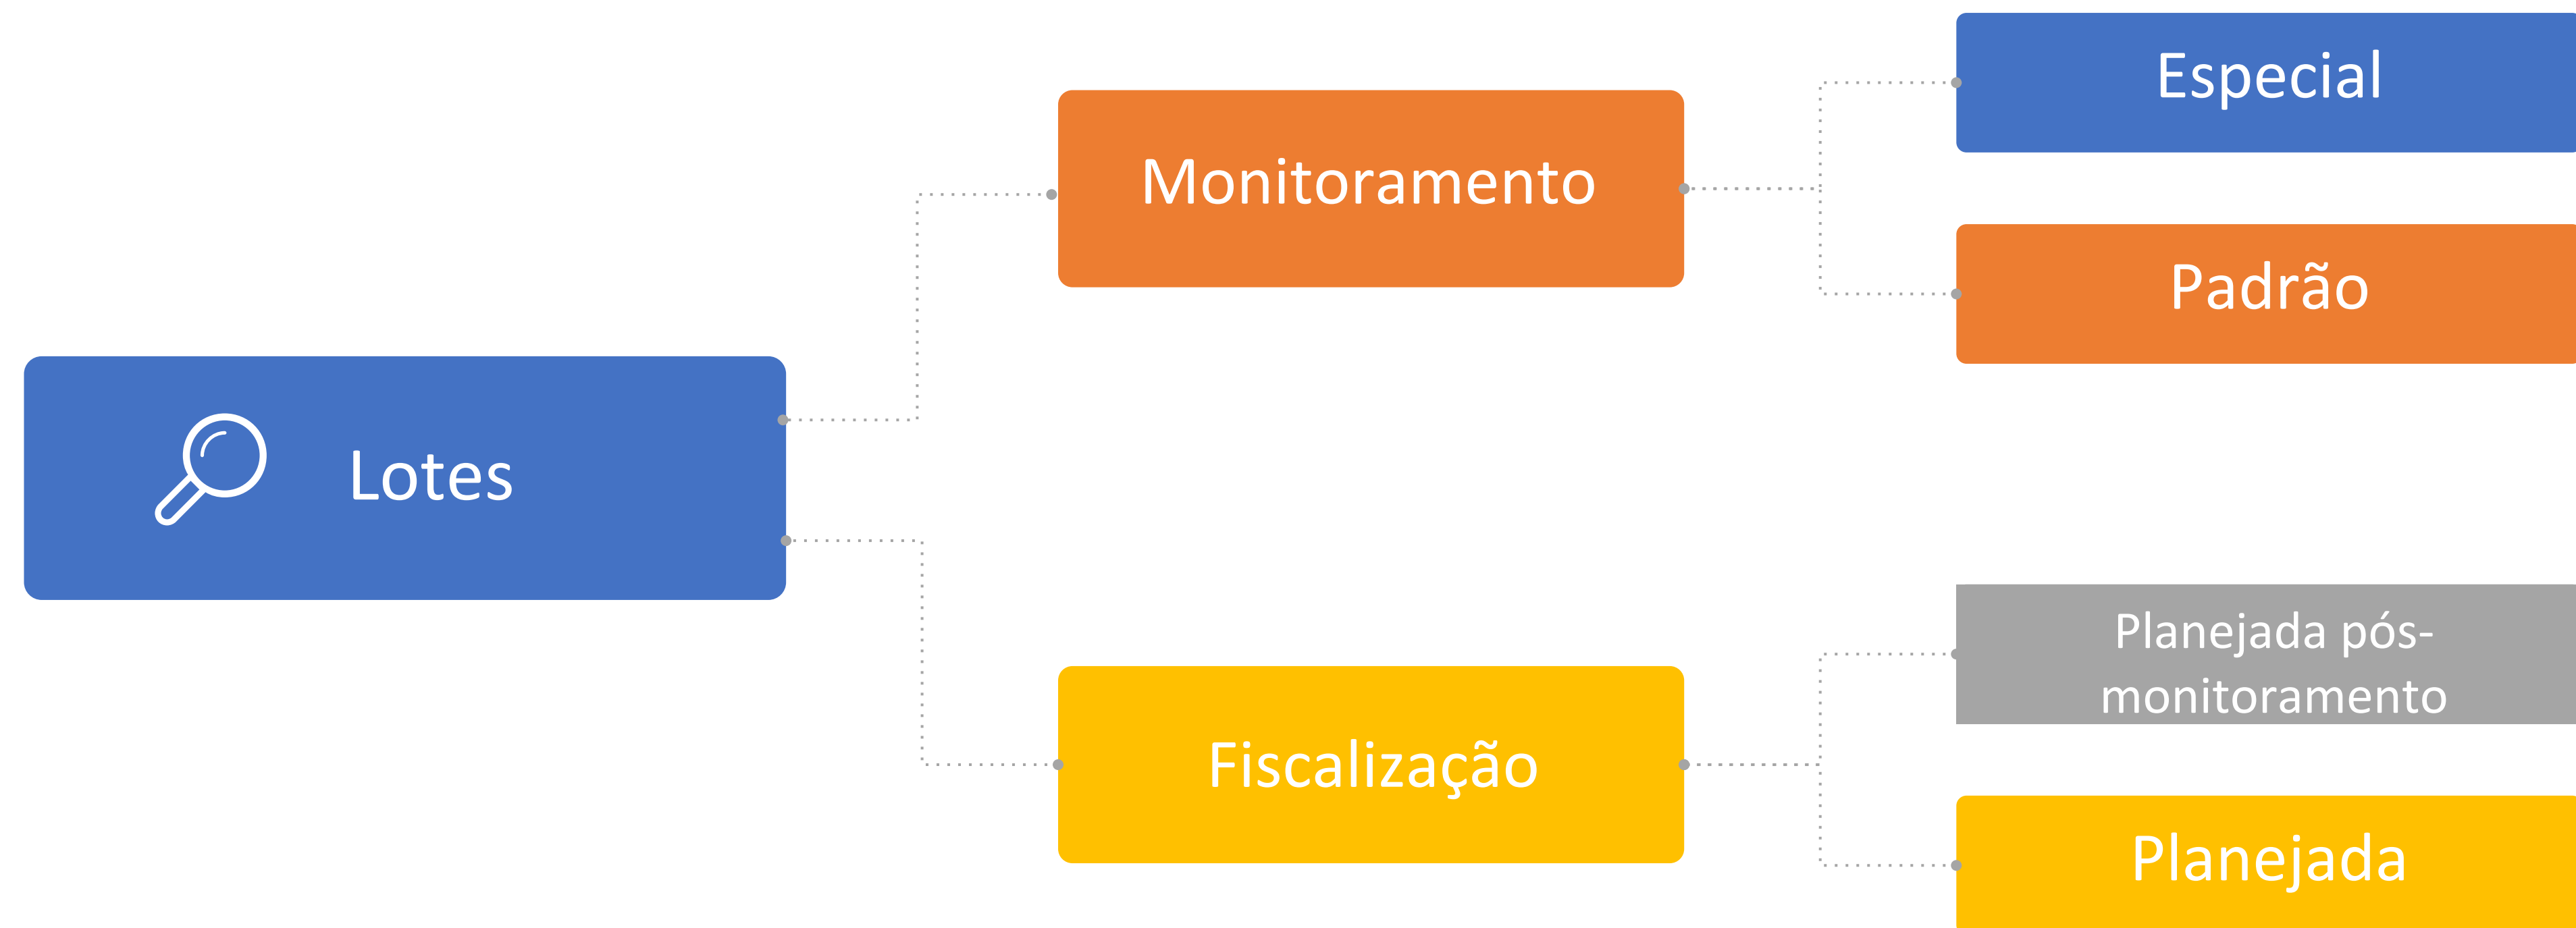 Lotes
Monitoramento
Especial
Padrão
Fiscalização
Planejada pós-
monitoramento
Planejada